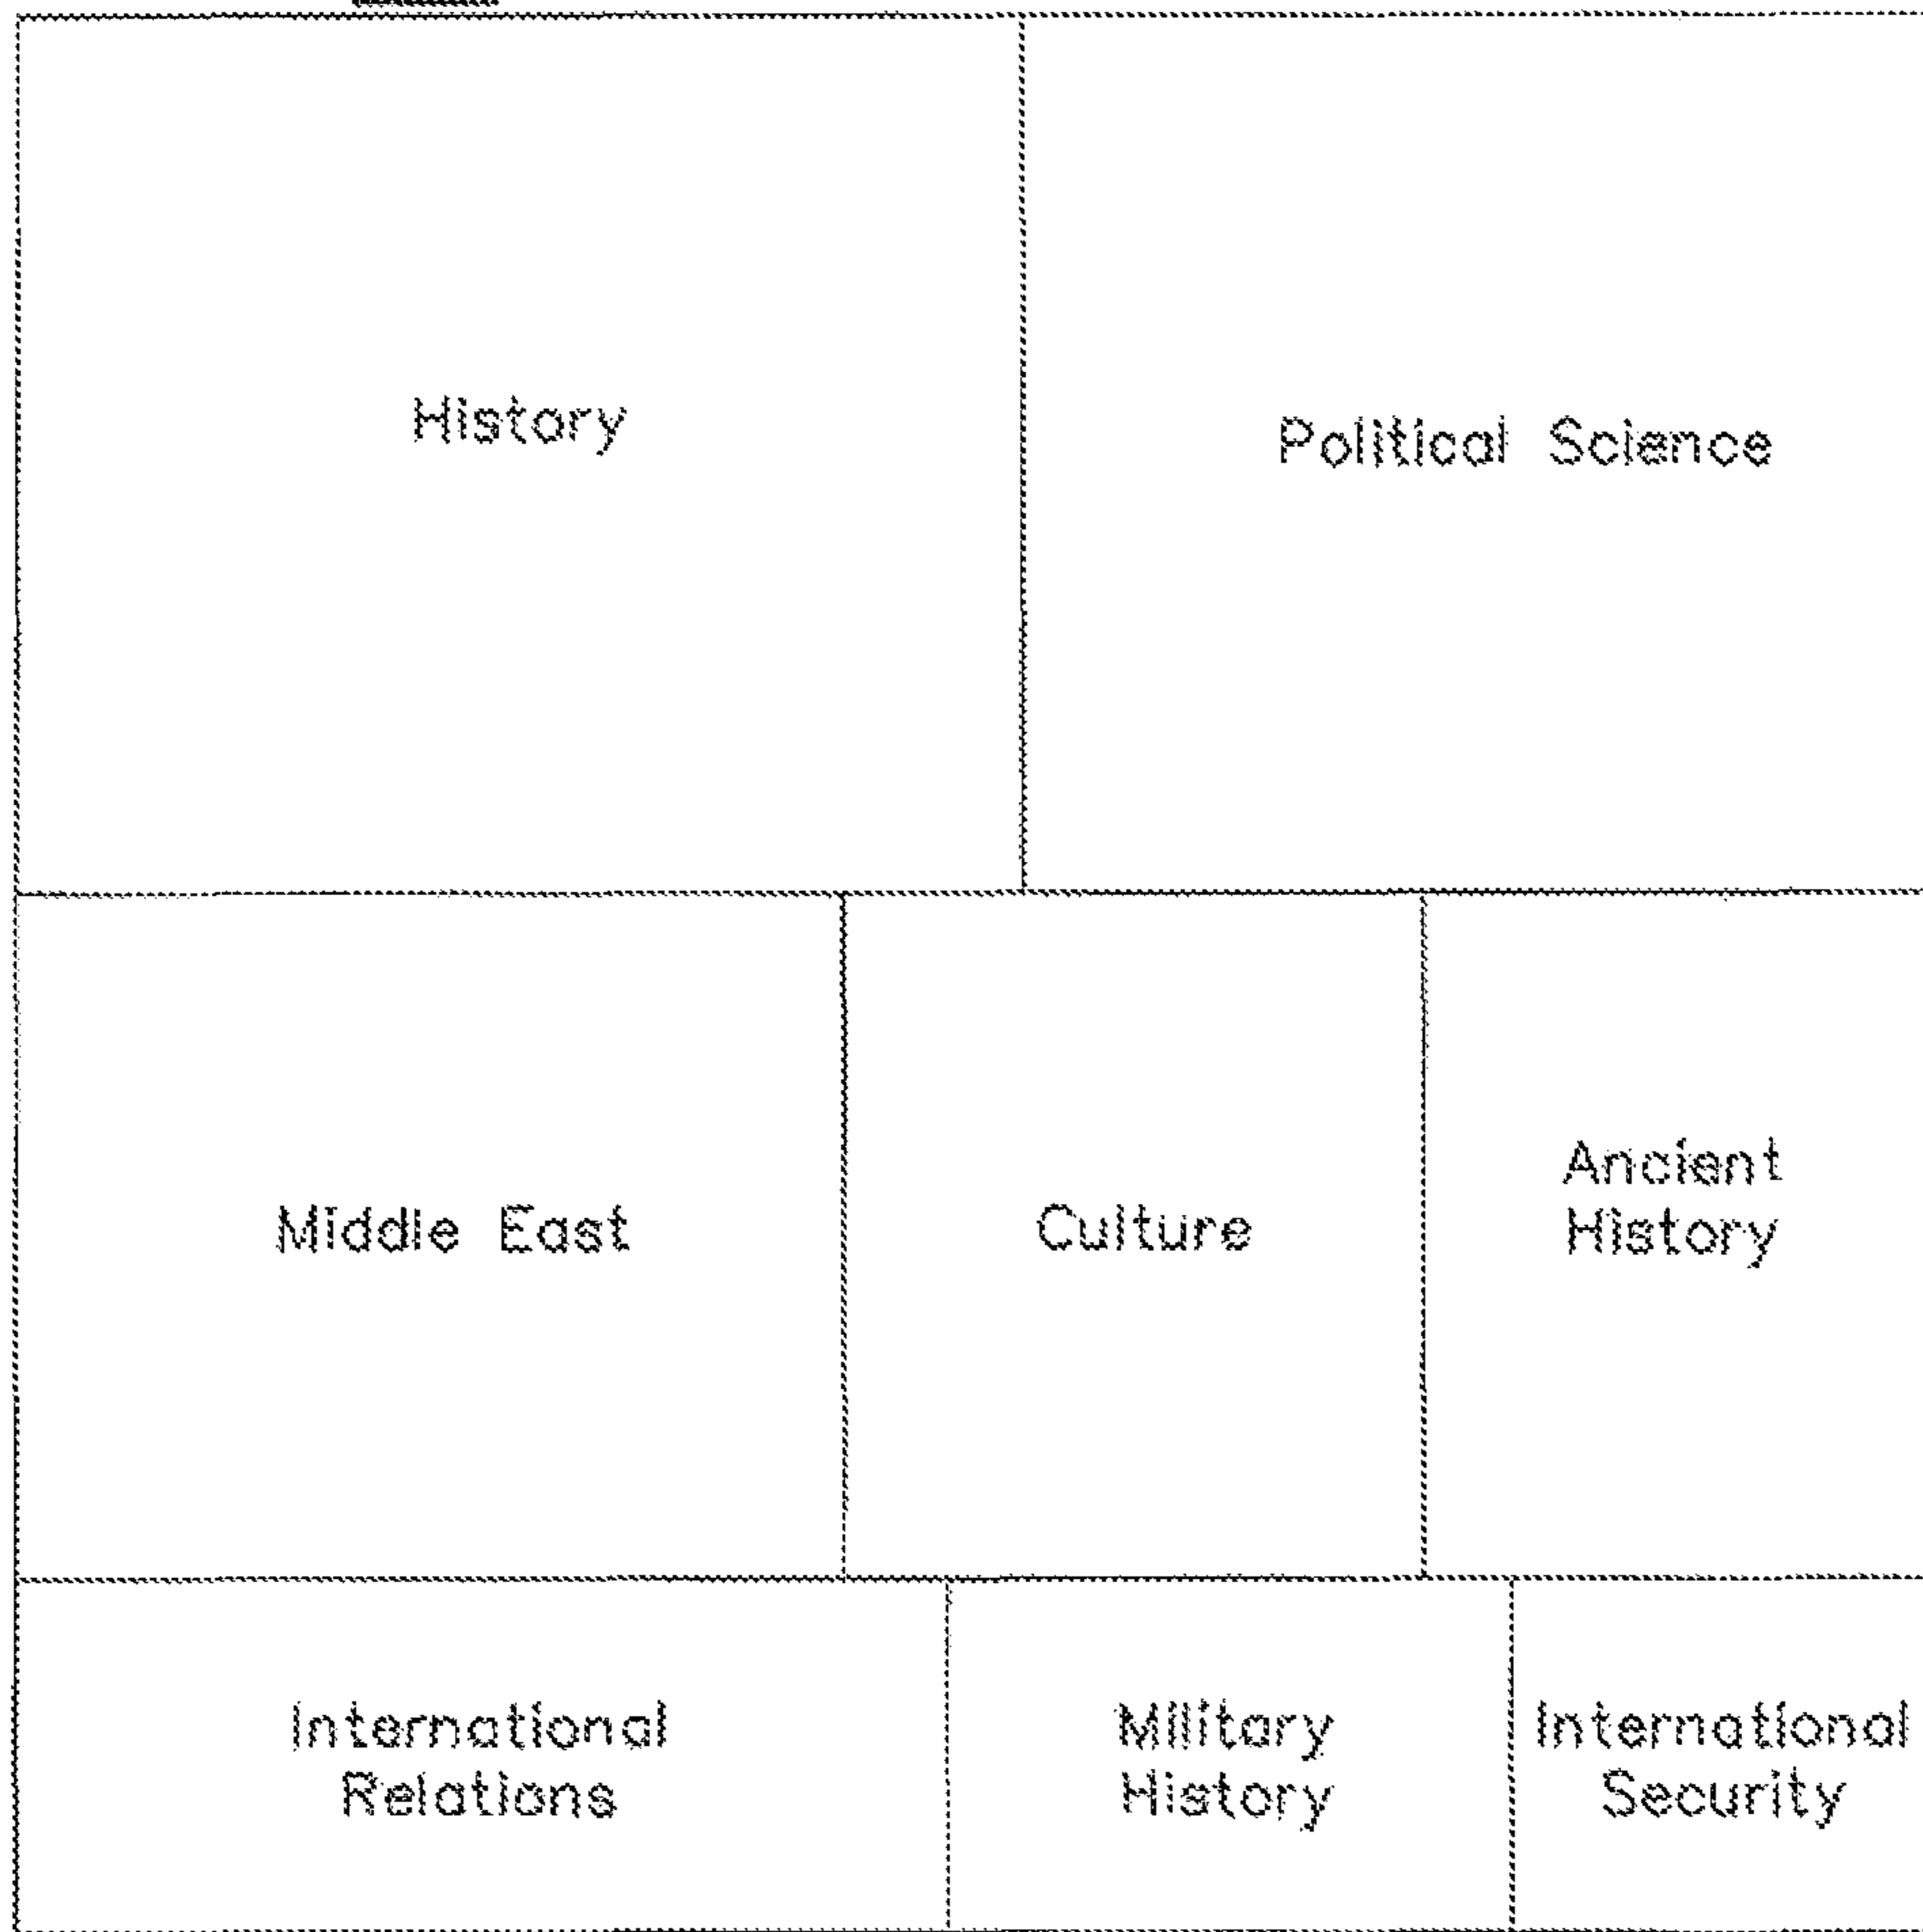 History
Political Science
Middle East
Culture
Ancient
History
International
Relations
Military
History
International
Security